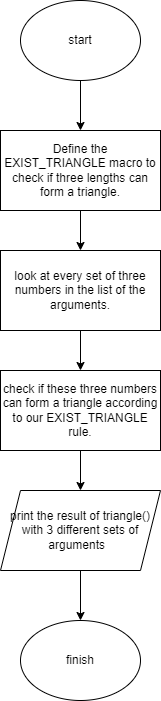 start
Define the
EXIST_TRIANGLE macro to
check if three lengths can
form a triangle.
look at every set of three
numbers in the list of the
arguments.
check if these three numbers
can form a triangle according
to our EXIST_TRIANGLE
rule.
print the result of triangle()
with 3 different sets of
arguments
finish